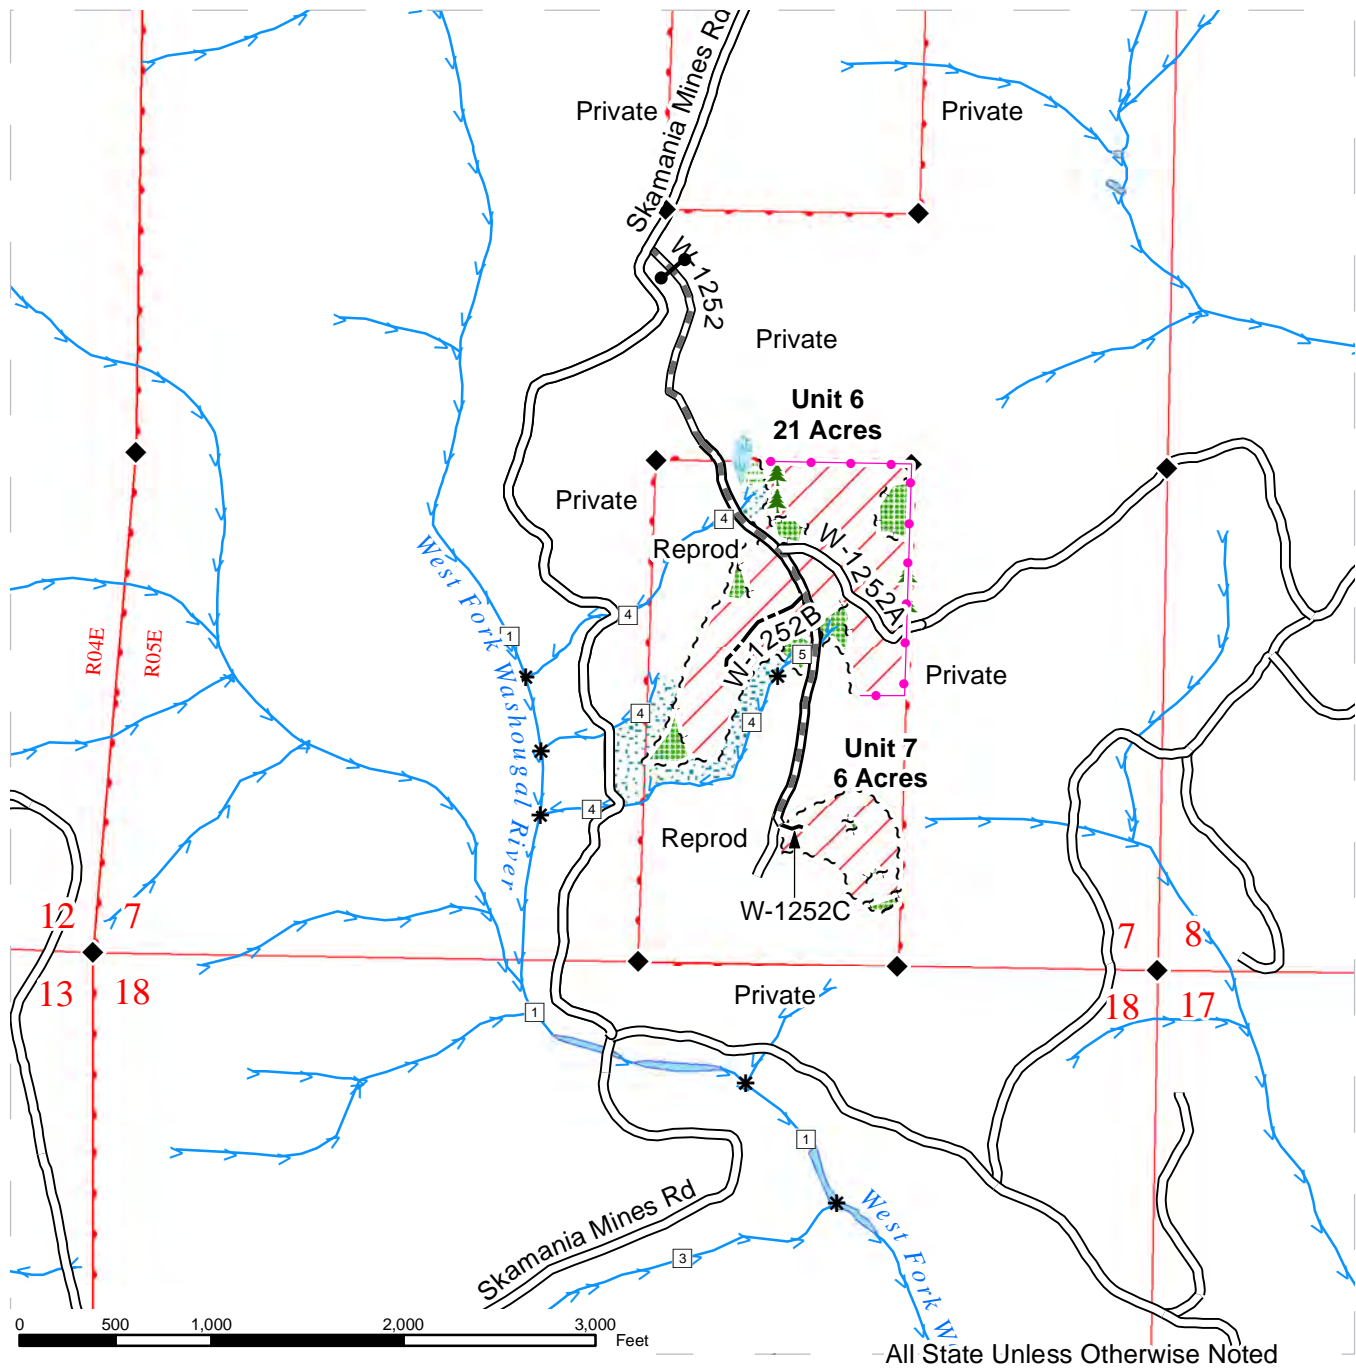 Skamania Mines Rd
Private
Private
W-1252
Private
Unit 6
21 Acres
Private
4
Reprod
W-1252A
West Fork Washougal River
4
1
R04E
R05E
W-1252B
5
Private
4
4
Unit 7
6 Acres
4
Reprod
W-1252C
12
7
7
8
13
18
Private
18
17
1
1
West Fork W
Skamania Mines Rd
3
0
500
1,000
2,000
3,000
Feet
All State Unless Otherwise Noted